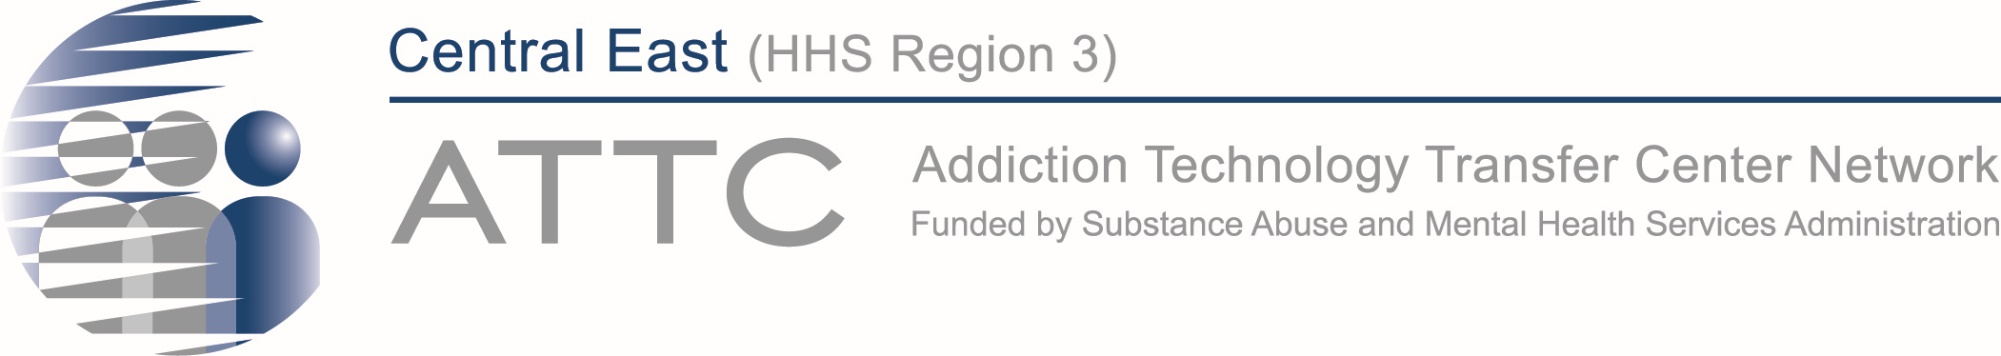 Central East (HHS Region 3)
ATTC
Addiction Technology Transfer Center Network
Funded by Substance Abuse and Mental Health Services Administration